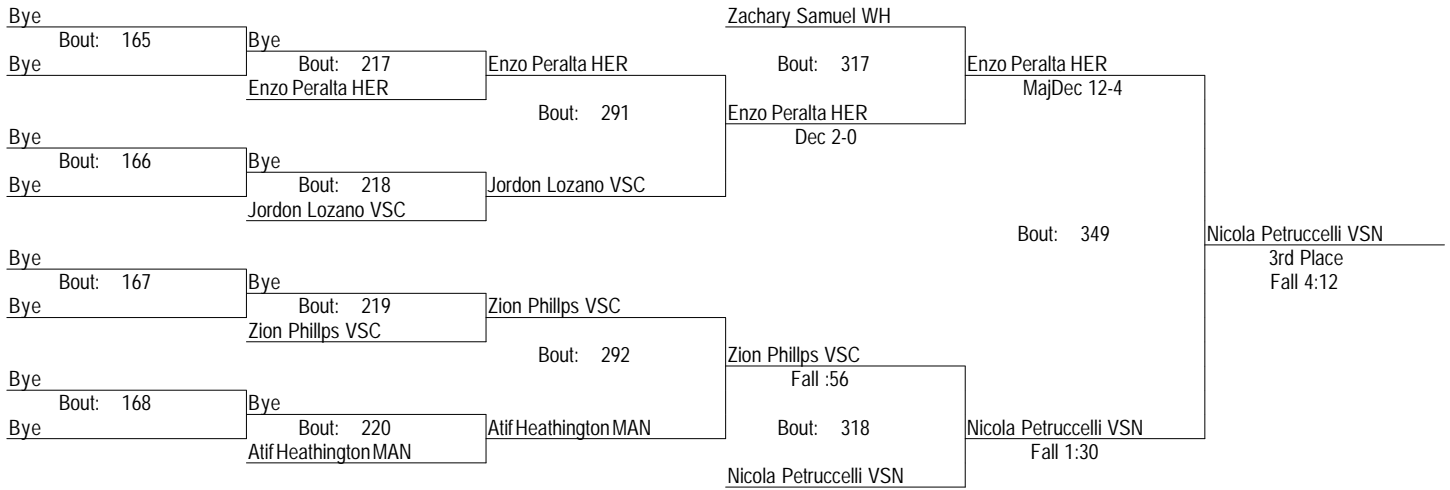 Bye
Zachary Samuel WH
Bout: 165
Bye
Bye
Bout: 217
Enzo Peralta HER
Bout: 317
Enzo Peralta HER
Enzo Peralta HER
MajDec 12-4
Bout: 291
Enzo Peralta HER
Bye
Dec 2-0
Bout: 166
Bye
Bye
Bout: 218
Jordon Lozano VSC
Jordon Lozano VSC
Bout: 349
Nicola Petruccelli VSN
Bye
3rd Place
Bout: 167
Bye
Fall 4:12
Bye
Bout: 219
Zion Phillps VSC
Zion Phillps VSC
Bout: 292
Zion Phillps VSC
Bye
Fall :56
Bout: 168
Bye
Bye
Bout: 220
Atif Heathington MAN
Bout: 318
Nicola Petruccelli VSN
Atif Heathington MAN
Fall 1:30
Nicola Petruccelli VSN